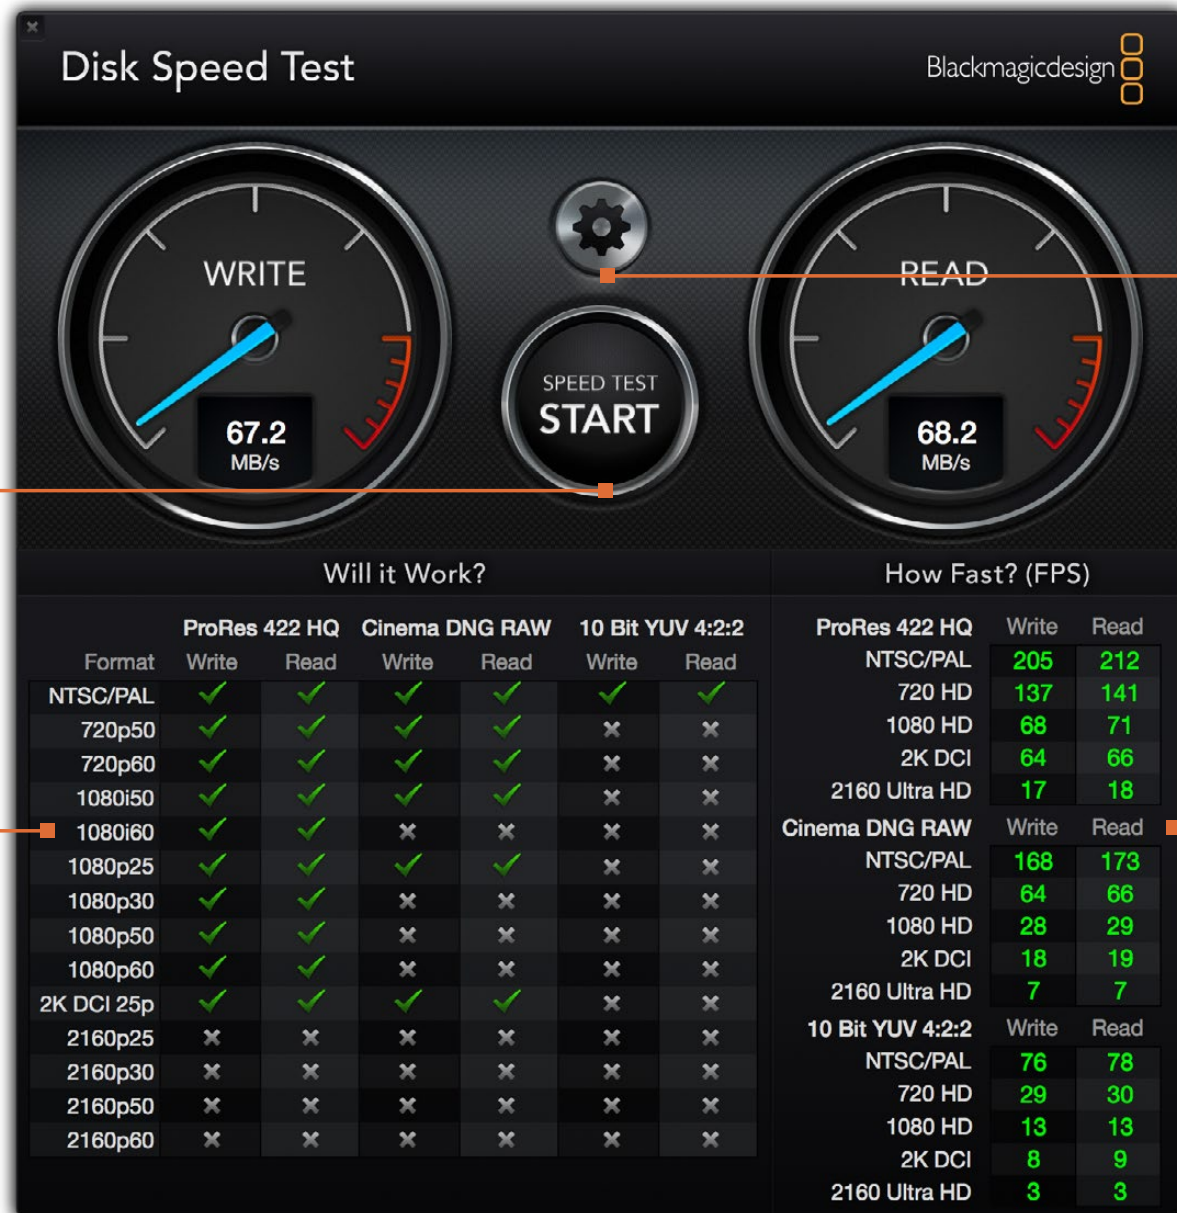 Disk Speed Test
Blackmagicdesign
WRITE
READ
SPEED TEST
START
67.2
MB/s
68.2
MB/s
Will it Work?
ProRes 422 HQ Cinema DNG RAW 10 Bit YUV 4:2:2
Format Write Read Write Read Write Read
NTSC/PAL
720p50
720p60
1080i50
1080i60
1080p25
1080p30
1080p50
1080p60
2K DCI 25p
2160p25
2160p30
2160p50
2160p60
How Fast? (FPS)
ProRes 422 HQ Write Read
NTSC/PAL 205 212
720 HD 137 141
1080 HD 68 71
2K DCI 64 66
2160 Ultra HD 17 18
Cinema DNG RAW Write Read
NTSC/PAL 168 173
720 HD 64 66
1080 HD 28 29
2K DCI 18 19
2160 Ultra HD 7 7
10 Bit YUV 4:2:2 Write Read
NTSC/PAL 76 78
720 HD 29 30
1080 HD 13 13
2K DCI 8 9
2160 Ultra HD 3 3